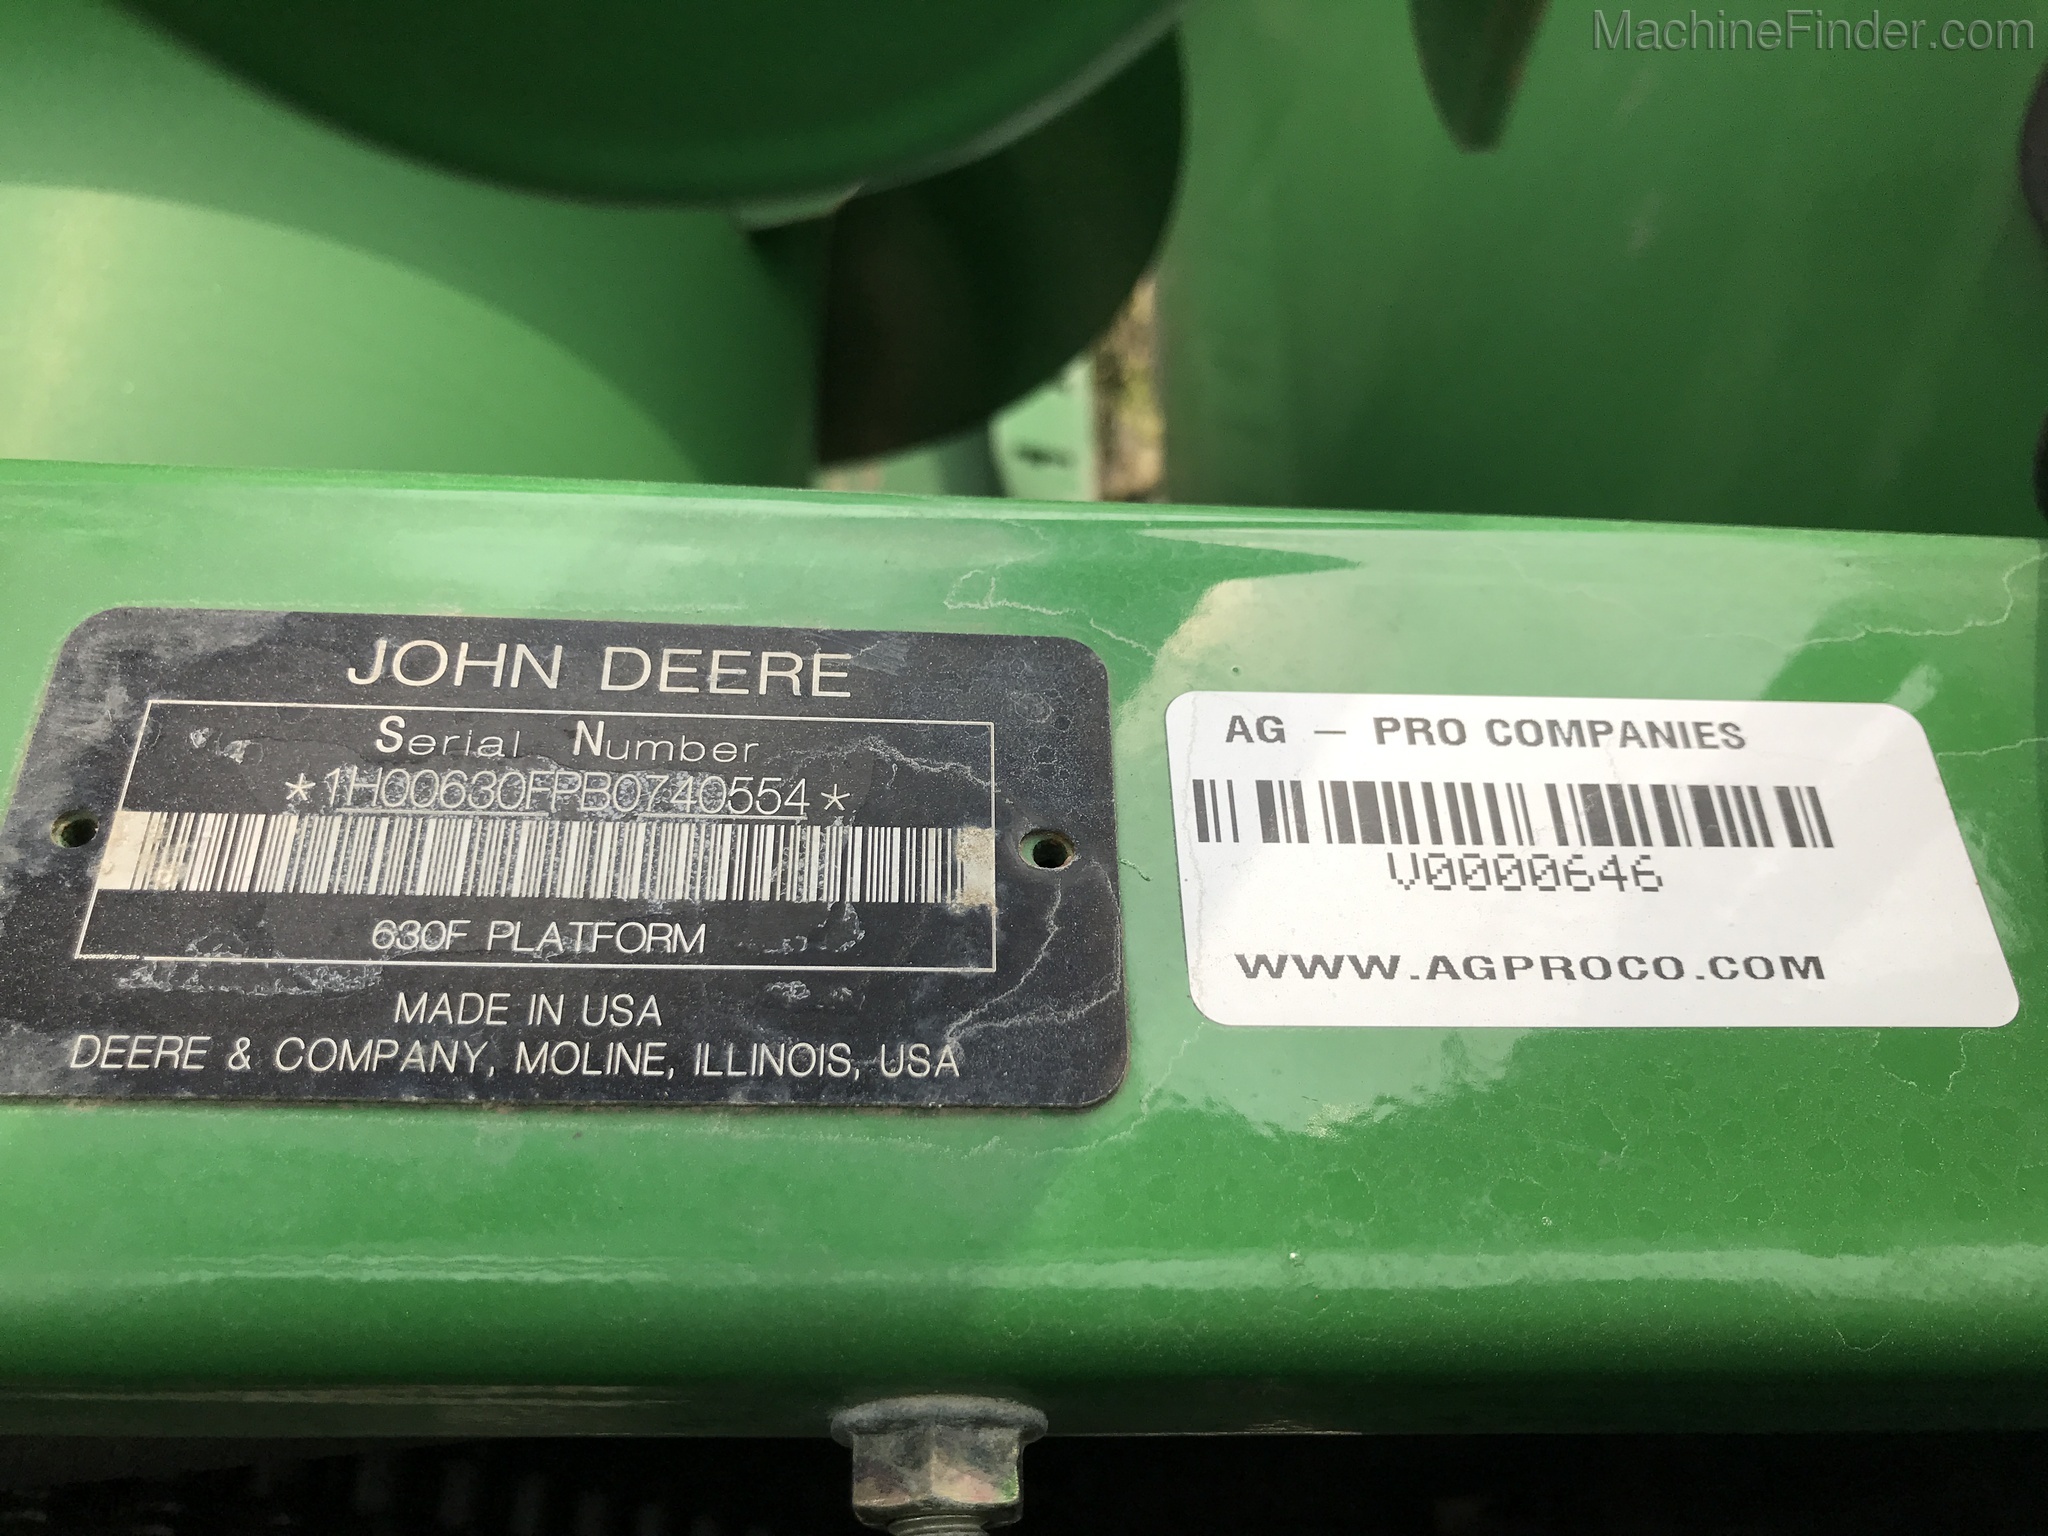 MachineFinder.com
JOHN DEERE
Serial Number
*1H00630FPB0740554*
630F PLATFORM
MADE IN USA
DEERE & COMPANY, MOLINE, ILLINOIS, USA
AG - PRO COMPANIES
V0000646
WWW.AGPROCO.COM